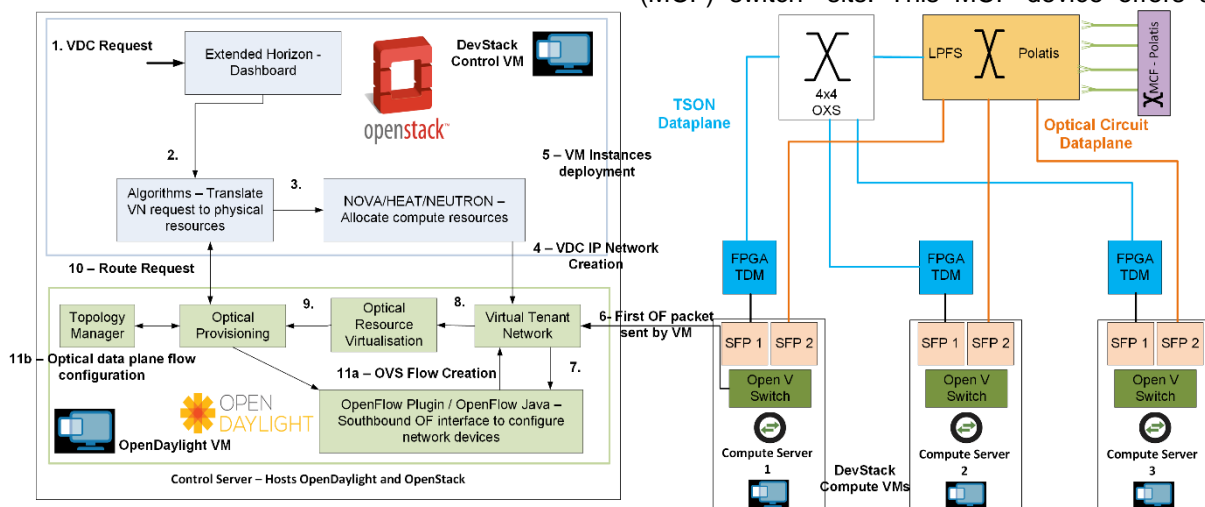 (MCF) switch site. This MCF device offers
1. VDC Request
Extended Horizon -
Dashboard
openstack™
DevStack
Control VM
2.
Algorithms – Translate
VN request to physical
resources
3.
NOVA/HEAT/NEUTRON –
Allocate compute resources
5 – VM Instances
deployment
4 – VDC IP Network
Creation
10 – Route Request
Topology
Manager
Optical
Provisioning
9.
Optical
Resource
Virtualisation
8.
Virtual Tenant
Network
6- First OF packet
sent by VM
11b – Optical data plane flow
configuration
11a – OVS Flow Creation
7.
OPEN
DAYLIGHT
OpenFlow Plugin / OpenFlow Java –
Southbound OF interface to configure
network devices
OpenDaylight VM
Control Server – Hosts OpenDaylight and OpenStack
TSON
Dataplane
4x4
OXS
LPFS
Polatis
MCF - Polatis
Optical Circuit
Dataplane
FPGA
TDM
FPGA
TDM
FPGA
TDM
SFP 1
SFP 2
SFP 1
SFP 2
SFP 1
SFP 2
Open V
Switch
Open V
Switch
Open V
Switch
Compute Server
1
Compute Server
2
Compute Server
3
DevStack
Compute VMs